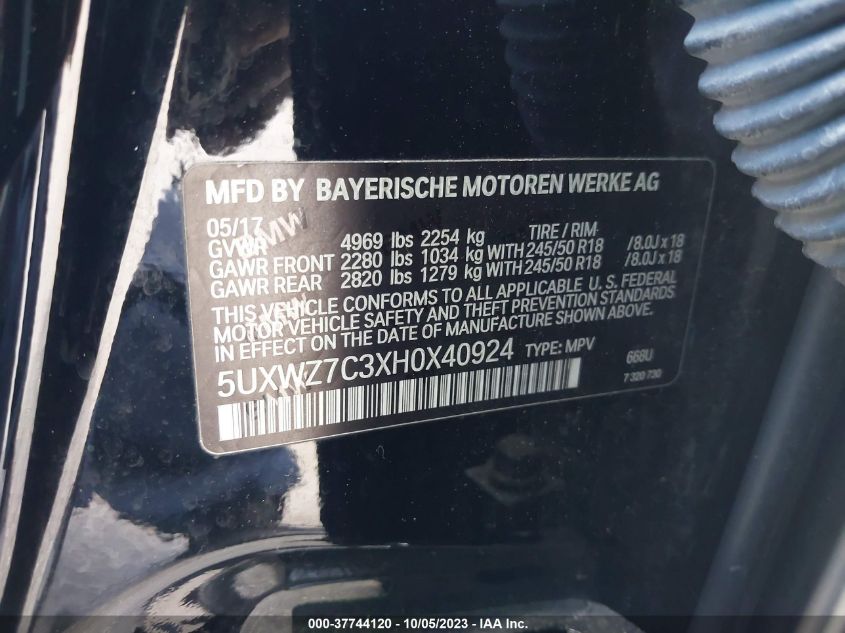 MFD BY BAYERISCHE MOTOREN WERKE AG
05/17 TIRE / RIM
GVWR 4969 lbs 2254 kg
GAWR FRONT 2280 lbs 1034 kg WITH 245/50 R18 /8.0J x 18
GAWR REAR 2820 lbs 1279 kg WITH 245/50 R18 /8.0J x 18
THIS VEHICLE CONFORMS TO ALL APPLICABLE U. S. FEDERAL
MOTOR VEHICLE SAFETY AND THEFT PREVENTION STANDARDS
IN EFFECT ON THE DATE OF MANUFACTURE SHOWN ABOVE.
5UXWZ7C3XH0X40924 TYPE: MPV 668U
7 320 730
BMW
000-37744120 - 10/05/2023 - IAA Inc.